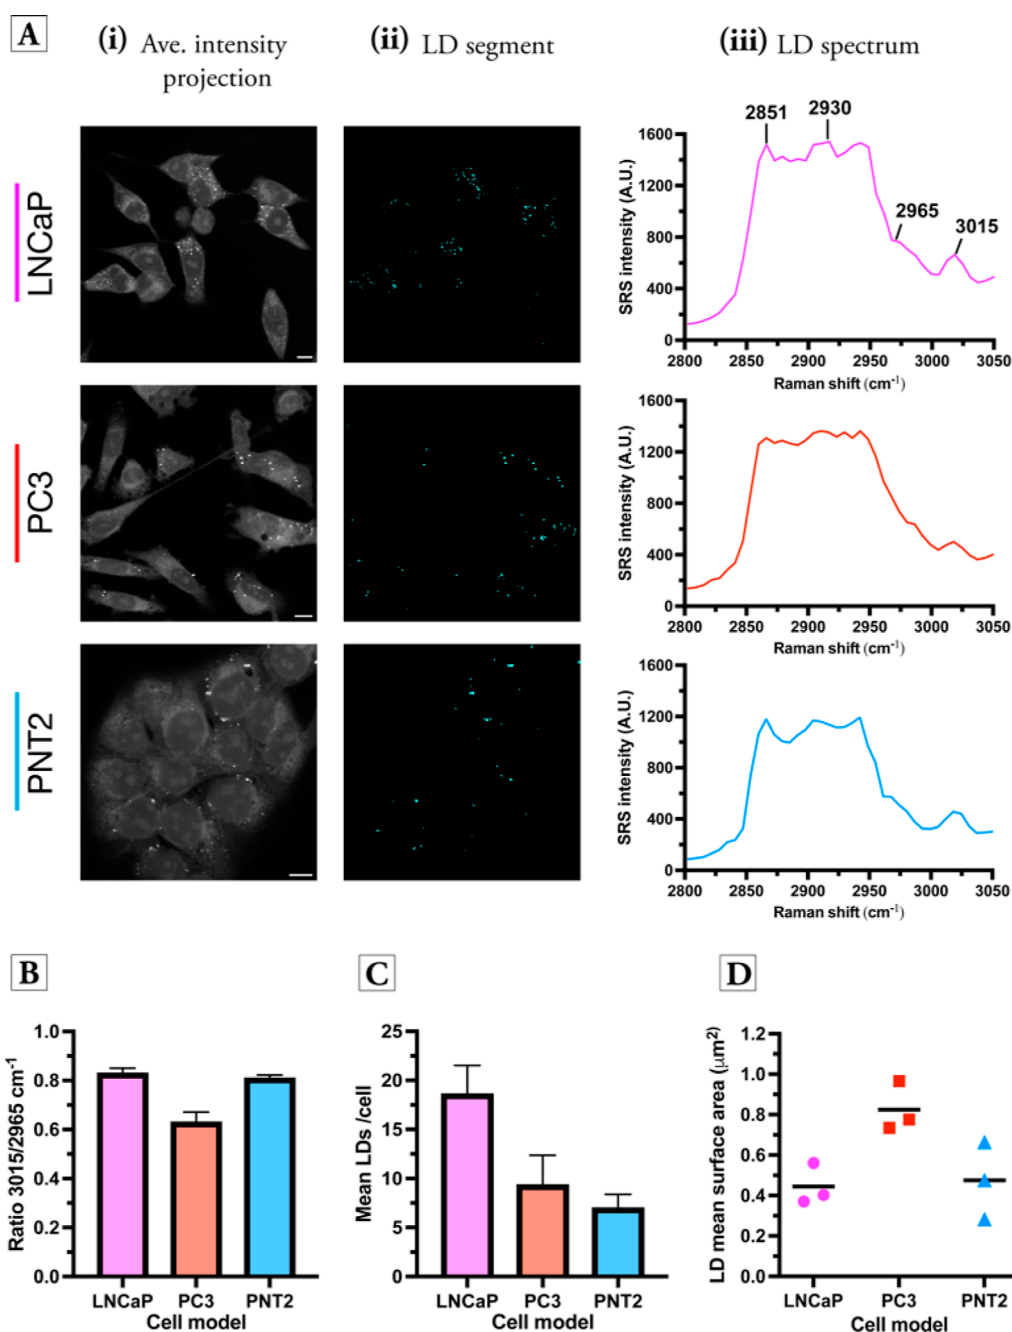 A
(i) Ave. intensity
projection
(ii) LD segment
(iii) LD spectrum
LNCaP
2851
2930
2965
3015
SRS intensity (A.U.)
1600
1200
800
400
0
2800 2850 2900 2950 3000 3050
Raman shift (cm⁻¹)
PC3
SRS intensity (A.U.)
1600
1200
800
400
0
2800 2850 2900 2950 3000 3050
Raman shift (cm⁻¹)
PNT2
SRS intensity (A.U.)
1600
1200
800
400
0
2800 2850 2900 2950 3000 3050
Raman shift (cm⁻¹)
B
Ratio 3015/2965 cm⁻¹
1.0
0.8
0.6
0.4
0.2
0.0
LNCaP PC3 PNT2
Cell model
C
Mean LDs /cell
25
20
15
10
5
0
LNCaP PC3 PNT2
Cell model
D
LD mean surface area (µm²)
1.2
1.0
0.8
0.6
0.4
0.2
0.0
LNCaP PC3 PNT2
Cell model